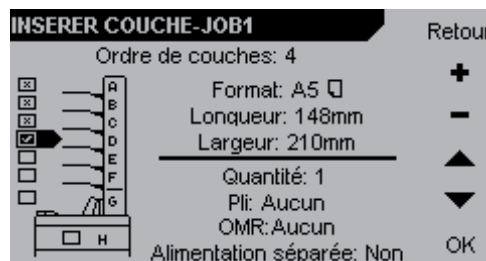 INSERER COUCHE-JOB1
Retour
Ordre de couches: 4
A
B
C
D
E
F
G
H
Format: A5
Lonqueur: 148mm
Largeur: 210mm
Quantité: 1
Pli: Aucun
OMR:Aucun
Alimentation séparée: Non
+
-
OK